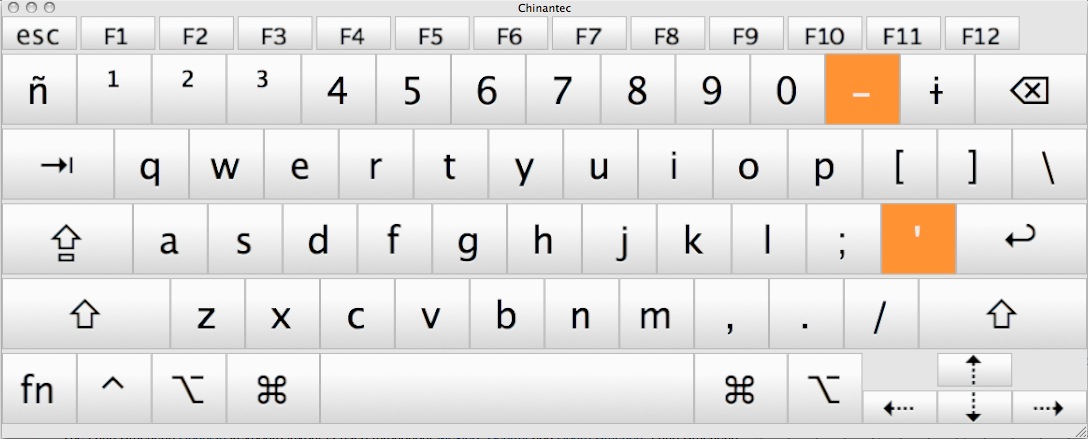 Chinantec
esc F1 F2 F3 F4 F5 F6 F7 F8 F9 F10 F11 F12
ñ ¹ ² ³ 4 5 6 7 8 9 0 - ɨ ⌫
⇥ q w e r t y u i o p [ ] \
⇪ a s d f g h j k l ; ' ↩
⇧ z x c v b n m , . / ⇧
fn ^ ⌥ ⌘ ⌘ ⌥ ⇠ ⇡ ⇣ ⇢